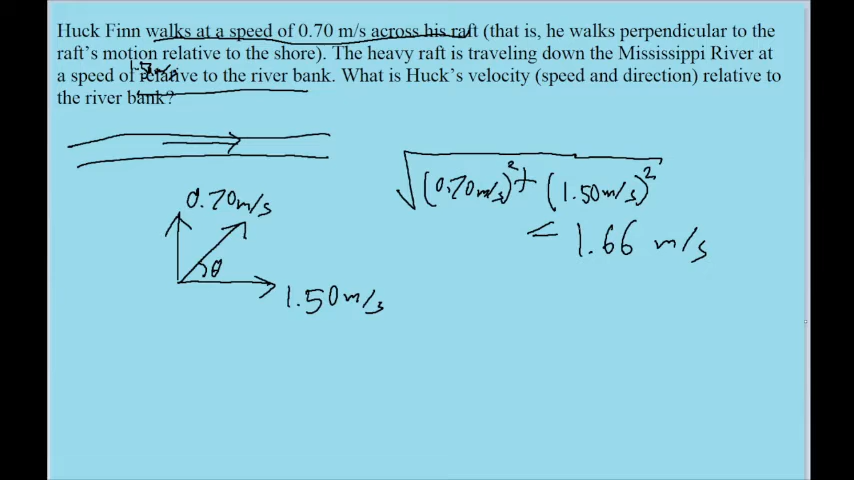 Huck Finn walks at a speed of 0.70 m/s across his raft (that is, he walks perpendicular to the
raft's motion relative to the shore). The heavy raft is traveling down the Mississippi River at
a speed of relative to the river bank. What is Huck's velocity (speed and direction) relative to
the river bank?
√(0.70m/s)² + (1.50m/s)²
0.70m/s
= 1.66 m/s
θ
1.50m/s